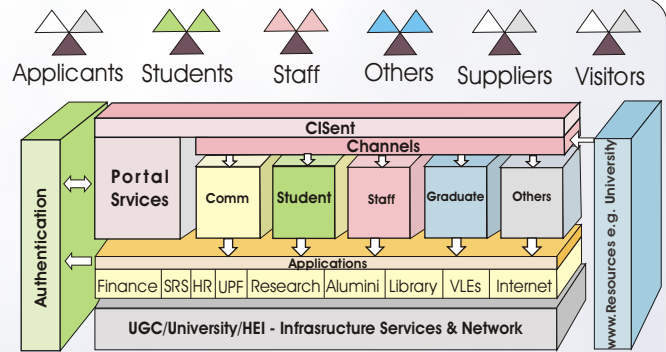 Applicants Students Staff Others Suppliers Visitors
CISent
Channels
Portal
Srvices
Comm Student Staff Graduate Others
Authentication
www.Resources e.g. University
Applications
Finance SRS HR UPF Research Alumini Library VLEs Internet
UGC/University/HEI - Infrasructure Services & Network